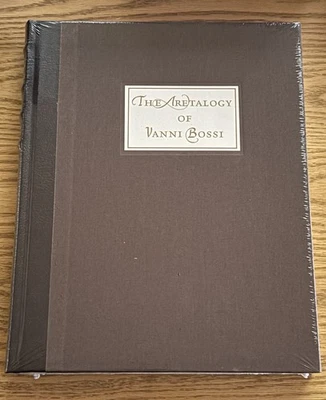 The Aretalogy
of
Vanni Bossi